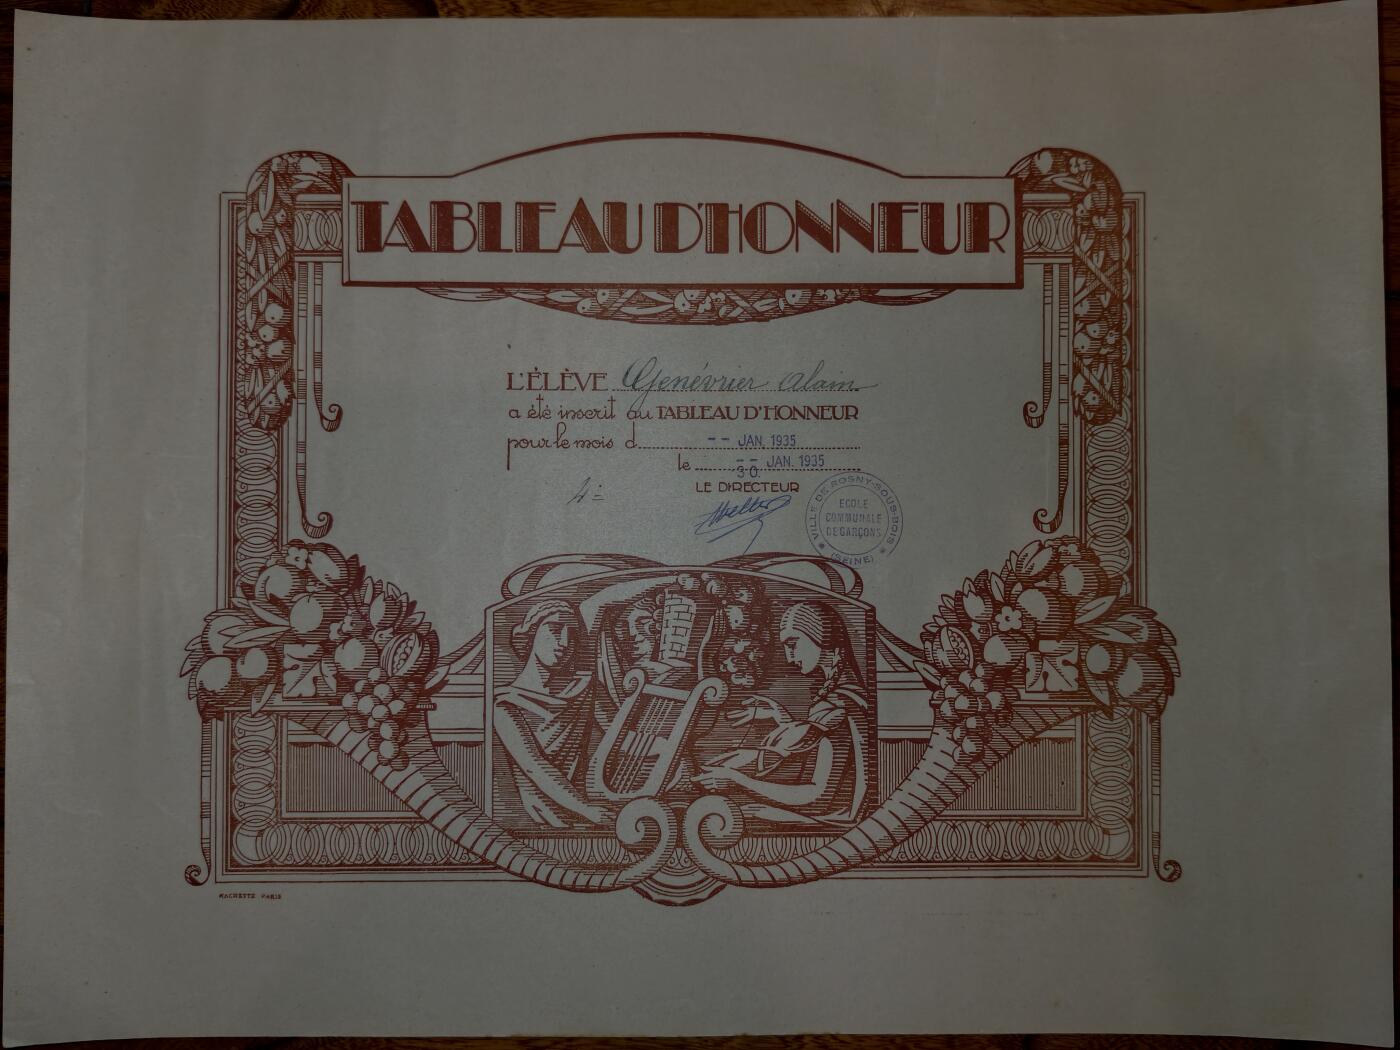 TABLEAU D'HONNEUR
L'ÉLÈVE Genévrier Alain
a été inscrit au TABLEAU D'HONNEUR
pour le mois d -- JAN. 1935
le -- JAN. 1935
30.
LE DIRECTEUR
VILLE DE ROSNY-SOUS-BOIS
ECOLE
COMMUNALE
DE GARÇONS
(SEINE)
HACHETTE PARIS